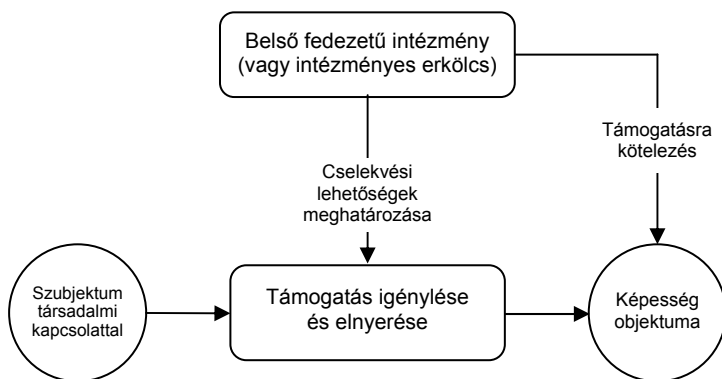 Belső fedezetű intézmény
(vagy intézményes erkölcs)
Támogatásra
kötelezés
Cselekvési
lehetőségek
meghatározása
Szubjektum
társadalmi
kapcsolattal
Támogatás igénylése
és elnyerése
Képesség
objektuma